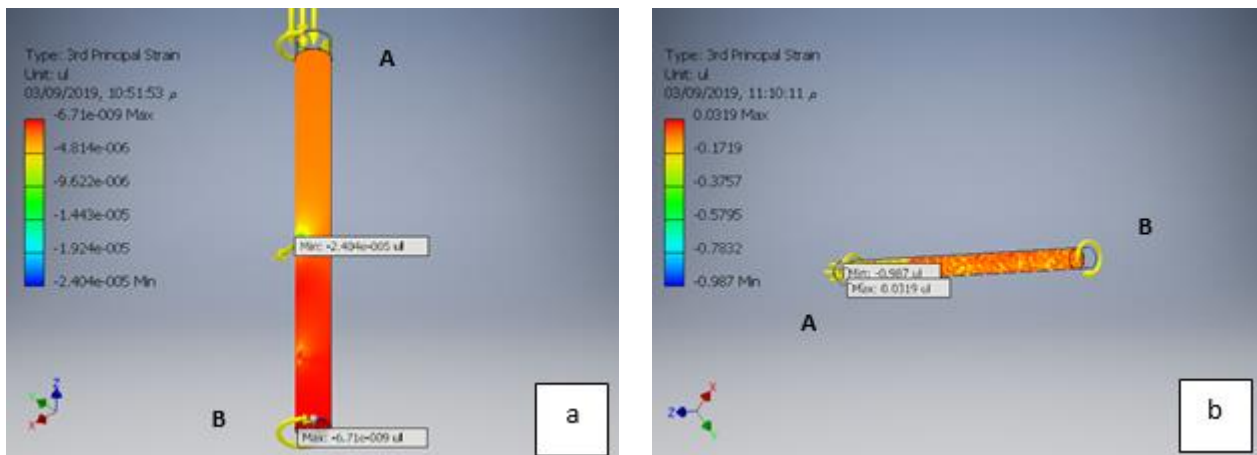 Type: 3rd Principal Strain
Unit: ul
03/09/2019, 10:51:53 م
-6.71e-009 Max
-4.814e-006
-9.622e-006
-1.443e-005
-1.924e-005
-2.404e-005 Min
A
Min: -2.404e-005 ul
B
Max: -6.71e-009 ul
Z
Y
X
a
Type: 3rd Principal Strain
Unit: ul
03/09/2019, 11:10:11 م
0.0319 Max
-0.1719
-0.3757
-0.5795
-0.7832
-0.987 Min
B
Min: -0.987 ul
Max: 0.0319 ul
A
X
Z
Y
b